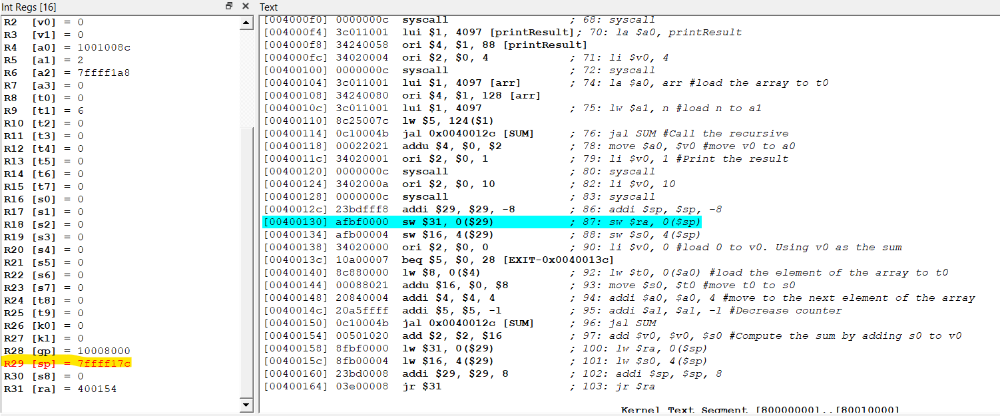 Int Regs [16]
R2 [v0] = 0
R3 [v1] = 0
R4 [a0] = 1001008c
R5 [a1] = 2
R6 [a2] = 7ffff1a8
R7 [a3] = 0
R8 [t0] = 0
R9 [t1] = 6
R10 [t2] = 0
R11 [t3] = 0
R12 [t4] = 0
R13 [t5] = 0
R14 [t6] = 0
R15 [t7] = 0
R16 [s0] = 0
R17 [s1] = 0
R18 [s2] = 0
R19 [s3] = 0
R20 [s4] = 0
R21 [s5] = 0
R22 [s6] = 0
R23 [s7] = 0
R24 [t8] = 0
R25 [t9] = 0
R26 [k0] = 0
R27 [k1] = 0
R28 [gp] = 10008000
R29 [sp] = 7ffff17c
R30 [s8] = 0
R31 [ra] = 400154
Text
[004000f0] 0000000c syscall ; 68: syscall
[004000f4] 3c011001 lui $1, 4097 [printResult]; 70: la $a0, printResult
[004000f8] 34240058 ori $4, $1, 88 [printResult]
[004000fc] 34020004 ori $2, $0, 4 ; 71: li $v0, 4
[00400100] 0000000c syscall ; 72: syscall
[00400104] 3c011001 lui $1, 4097 [arr] ; 74: la $a0, arr #load the array to t0
[00400108] 34240080 ori $4, $1, 128 [arr]
[0040010c] 3c011001 lui $1, 4097 ; 75: lw $a1, n #load n to a1
[00400110] 8c25007c lw $5, 124($1)
[00400114] 0c10004b jal 0x0040012c [SUM] ; 76: jal SUM #Call the recursive
[00400118] 00022021 addu $4, $0, $2 ; 78: move $a0, $v0 #move v0 to a0
[0040011c] 34020001 ori $2, $0, 1 ; 79: li $v0, 1 #Print the result
[00400120] 0000000c syscall ; 80: syscall
[00400124] 3402000a ori $2, $0, 10 ; 82: li $v0, 10
[00400128] 0000000c syscall ; 83: syscall
[0040012c] 23bdfff8 addi $29, $29, -8 ; 86: addi $sp, $sp, -8
[00400130] afbf0000 sw $31, 0($29) ; 87: sw $ra, 0($sp)
[00400134] afb00004 sw $16, 4($29) ; 88: sw $s0, 4($sp)
[00400138] 34020000 ori $2, $0, 0 ; 90: li $v0, 0 #load 0 to v0. Using v0 as the sum
[0040013c] 10a00007 beq $5, $0, 28 [EXIT-0x0040013c]
[00400140] 8c880000 lw $8, 0($4) ; 92: lw $t0, 0($a0) #load the element of the array to t0
[00400144] 00088021 addu $16, $0, $8 ; 93: move $s0, $t0 #move t0 to s0
[00400148] 20840004 addi $4, $4, 4 ; 94: addi $a0, $a0, 4 #move to the next element of the array
[0040014c] 20a5ffff addi $5, $5, -1 ; 95: addi $a1, $a1, -1 #Decrease counter
[00400150] 0c10004b jal 0x0040012c [SUM] ; 96: jal SUM
[00400154] 00501020 add $2, $2, $16 ; 97: add $v0, $v0, $s0 #Compute the sum by adding s0 to v0
[00400158] 8fbf0000 lw $31, 0($29) ; 100: lw $ra, 0($sp)
[0040015c] 8fb00004 lw $16, 4($29) ; 101: lw $s0, 4($sp)
[00400160] 23bd0008 addi $29, $29, 8 ; 102: addi $sp, $sp, 8
[00400164] 03e00008 jr $31 ; 103: jr $ra
Kernel Text Segment [80000000]..[80010000]